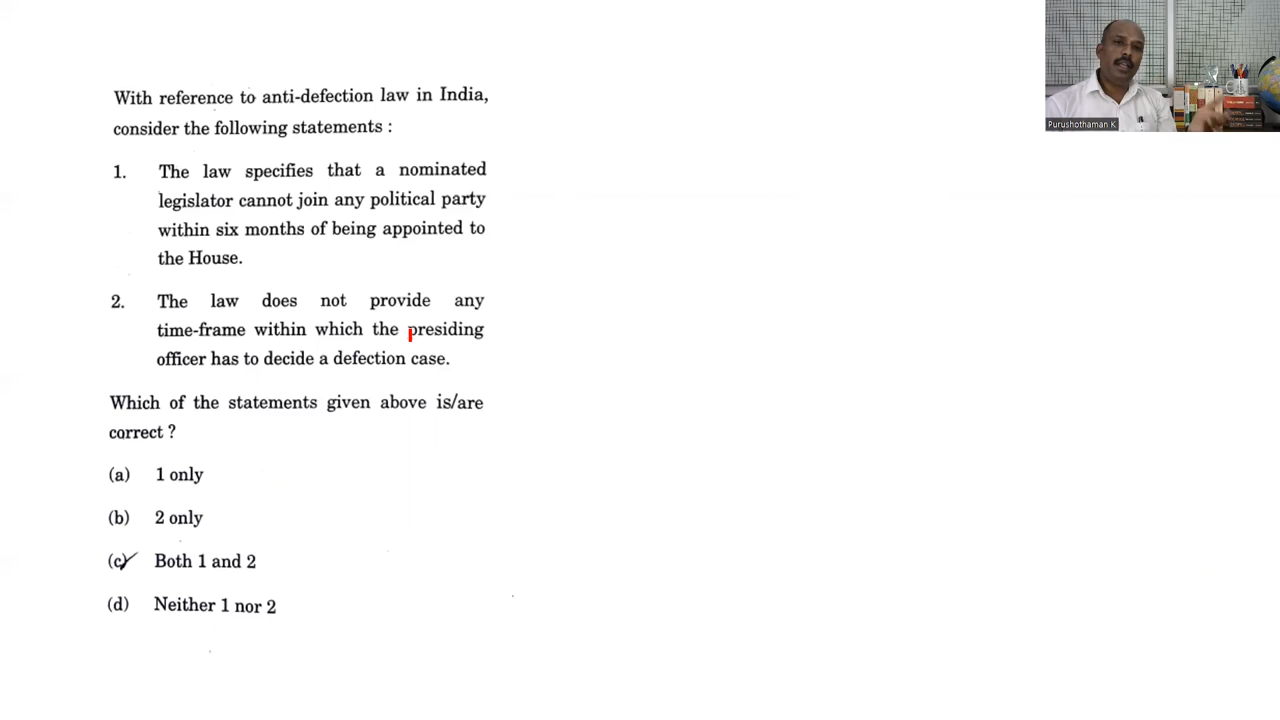 With reference to anti-defection law in India,
consider the following statements :
1. The law specifies that a nominated
legislator cannot join any political party
within six months of being appointed to
the House.
2. The law does not provide any
time-frame within which the presiding
officer has to decide a defection case.
Which of the statements given above is/are
correct ?
(a) 1 only
(b) 2 only
(c) Both 1 and 2
(d) Neither 1 nor 2
Purushothaman K